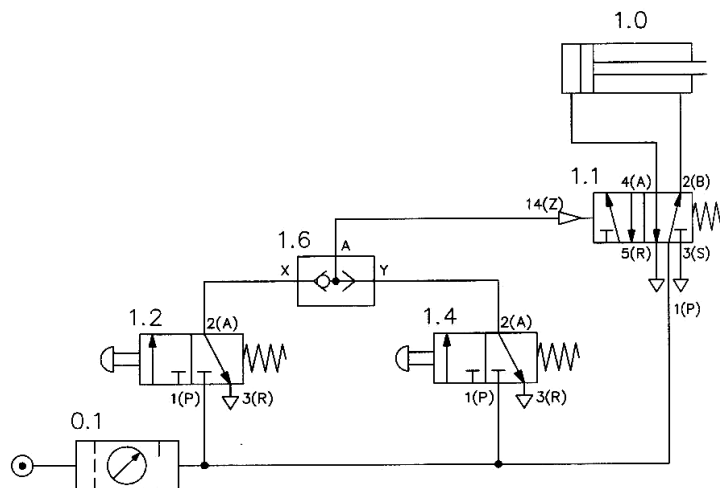 1.0
1.1
4(A) 2(B)
14(Z)
5(R) 3(S)
1(P)
1.6
A
X Y
1.2
2(A)
1(P) 3(R)
1.4
2(A)
1(P) 3(R)
0.1